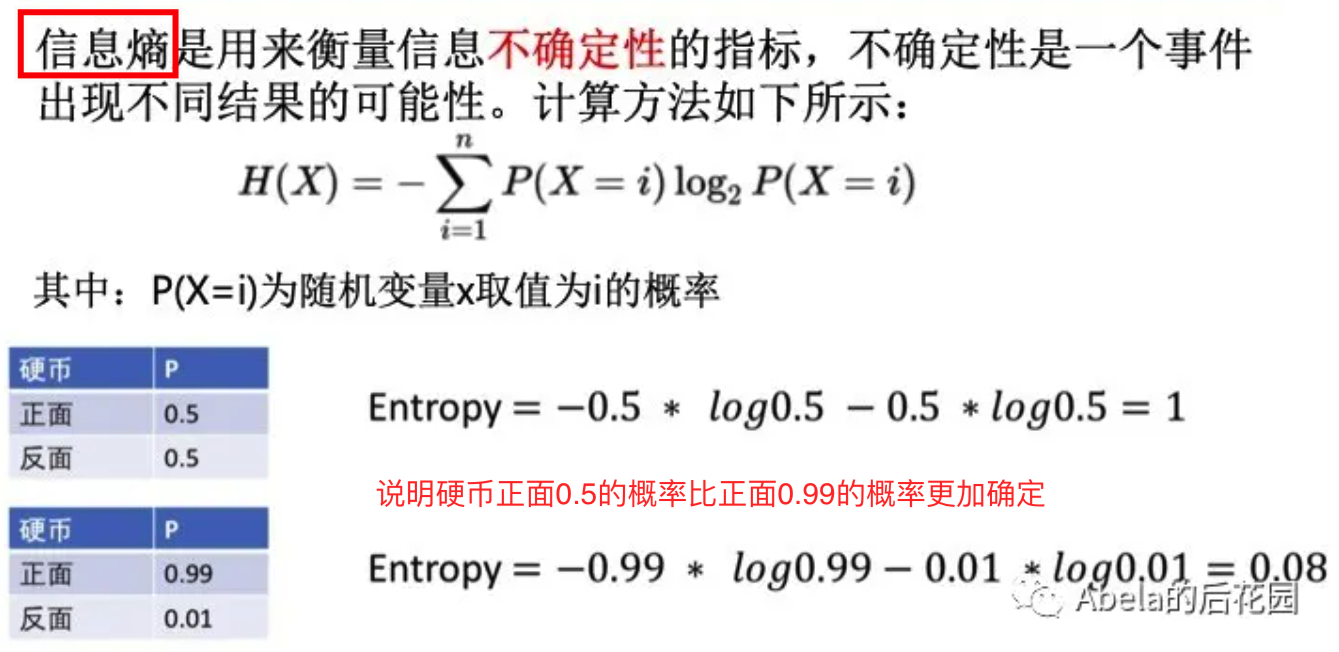 信息熵是用来衡量信息不确定性的指标，不确定性是一个事件
出现不同结果的可能性。计算方法如下所示：
H(X) = −∑ⁿᵢ₌₁ P(X = i) log₂ P(X = i)
其中：P(X=i)为随机变量x取值为i的概率
硬币 P
正面 0.5
反面 0.5
Entropy = −0.5 * log0.5 − 0.5 * log0.5 = 1
说明硬币正面0.5的概率比正面0.99的概率更加确定
硬币 P
正面 0.99
反面 0.01
Entropy = −0.99 * log0.99 − 0.01 * log0.01 = 0.08
Abela的后花园